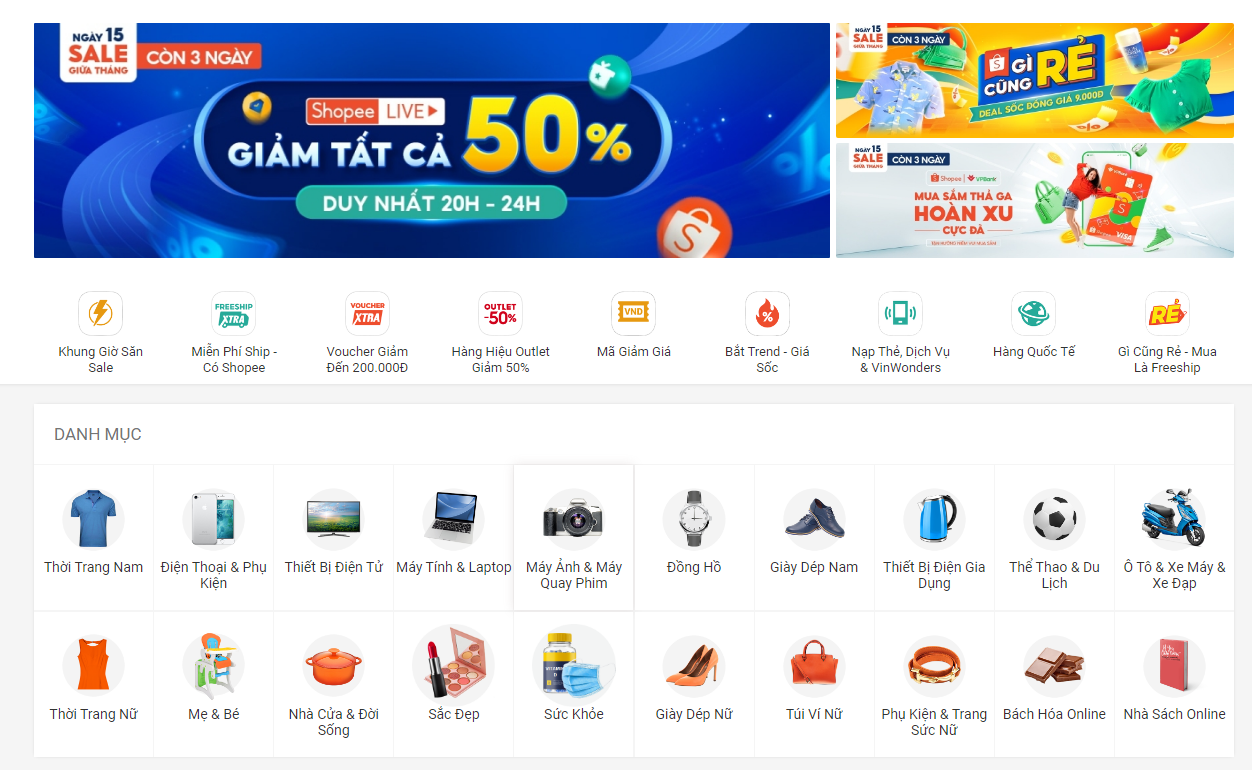 NGÀY 15
SALE
GIỮA THÁNG
CÒN 3 NGÀY
Shopee LIVE
GIẢM TẤT CẢ 50%
DUY NHẤT 20H - 24H
NGÀY 15
SALE
GIỮA THÁNG
CÒN 3 NGÀY
GÌ
CŨNG RẺ
DEAL SỐC ĐỒNG GIÁ 9.000Đ
NGÀY 15
SALE
GIỮA THÁNG
CÒN 3 NGÀY
Shopee VPBank
MUA SẮM THẢ GA
HOÀN XU
CỰC ĐÃ
VPBank
VISA
FREESHIP
XTRA
VOUCHER
XTRA
OUTLET
-50%
VND
%
RẺ
Khung Giờ Săn
Sale
Miễn Phí Ship -
Có Shopee
Voucher Giảm
Đến 200.000Đ
Hàng Hiệu Outlet
Giảm 50%
Mã Giảm Giá
Bắt Trend - Giá
Sốc
Nạp Thẻ, Dịch Vụ
& VinWonders
Hàng Quốc Tế
Gì Cũng Rẻ - Mua
Là Freeship
DANH MỤC
Thời Trang Nam
Điện Thoại & Phụ
Kiện
Thiết Bị Điện Tử
Máy Tính & Laptop
Máy Ảnh & Máy
Quay Phim
Đồng Hồ
Giày Dép Nam
Thiết Bị Điện Gia
Dụng
Thể Thao & Du
Lịch
Ô Tô & Xe Máy &
Xe Đạp
Thời Trang Nữ
Mẹ & Bé
Nhà Cửa & Đời
Sống
Sắc Đẹp
Sức Khỏe
Giày Dép Nữ
Túi Ví Nữ
Phụ Kiện & Trang
Sức Nữ
Bách Hóa Online
Nhà Sách Online